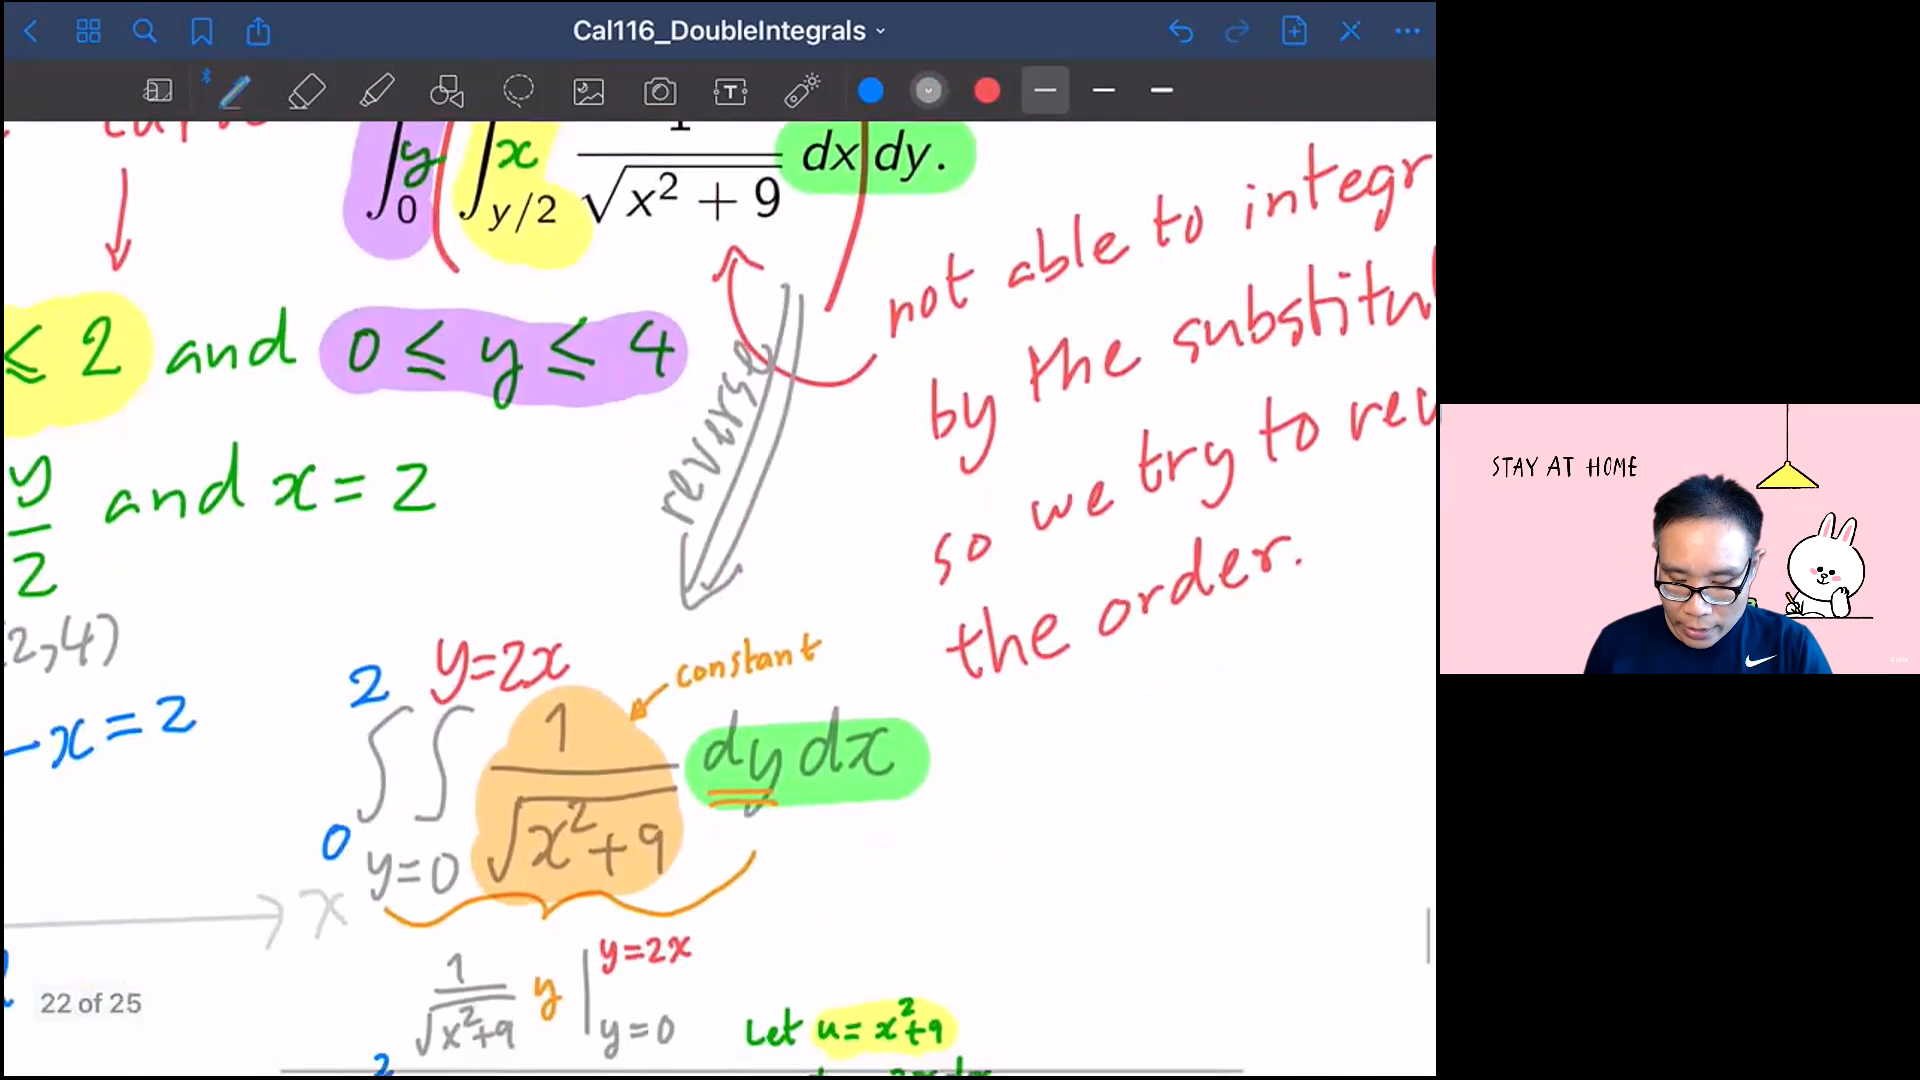 Cal116_DoubleIntegrals
∫₀ʸ ( ∫_{y/2}ˣ 1/√(x² + 9) dx dy.
not able to integr
≤ 2 and 0 ≤ y ≤ 4
by the substitu
reverse
y/2 and x = 2
so we try to rev
the order.
2,4)
y=2x
constant
x = 2
∫₀² ∫_{y=0} 1/√(x²+9) dy dx
x
1/√(x²+9) y |_{y=0}^{y=2x}
Let u = x²+9
2
22 of 25
STAY AT HOME